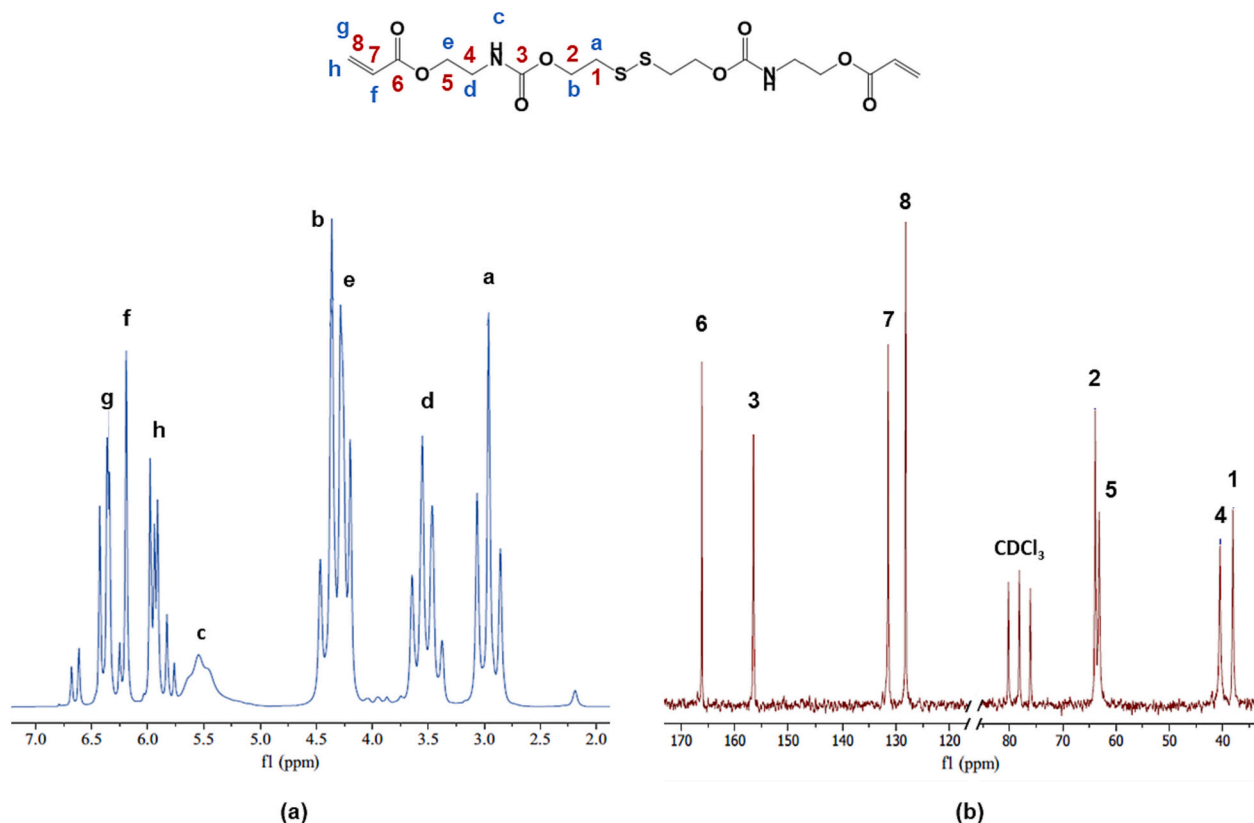 g 8 7 O e 4 c H N 3 O 2 a S S O O N H O O
h O 6 5 d O b 1 O
f
b e a
f g h d c
7.0 6.5 6.0 5.5 5.0 4.5 4.0 3.5 3.0 2.5 2.0
f1 (ppm)
(a)
8
6 7 3 2 5 1 4
CDCl3
170 160 150 140 130 120 80 70 60 50 40
f1 (ppm)
(b)